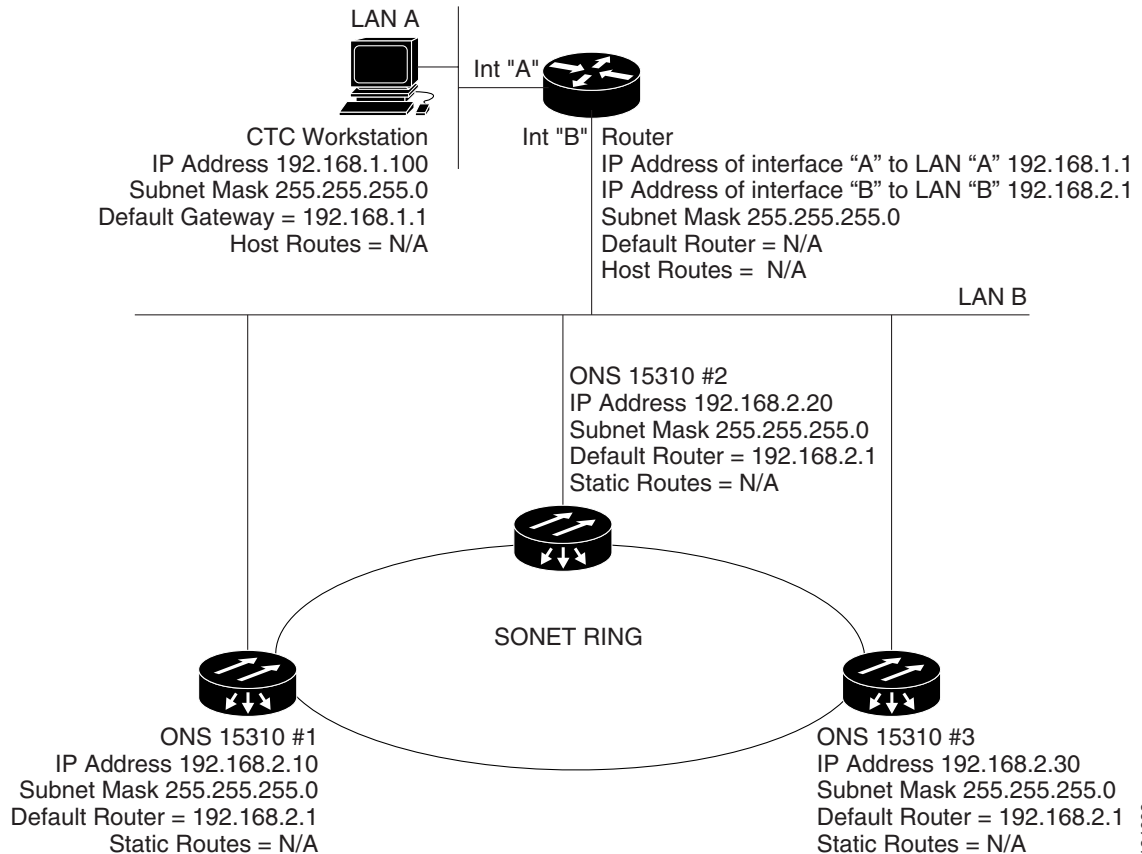 LAN A
Int "A"
CTC Workstation
IP Address 192.168.1.100
Subnet Mask 255.255.255.0
Default Gateway = 192.168.1.1
Host Routes = N/A
Int "B"
Router
IP Address of interface “A” to LAN “A” 192.168.1.1
IP Address of interface “B” to LAN “B” 192.168.2.1
Subnet Mask 255.255.255.0
Default Router = N/A
Host Routes = N/A
LAN B
ONS 15310 #2
IP Address 192.168.2.20
Subnet Mask 255.255.255.0
Default Router = 192.168.2.1
Static Routes = N/A
SONET RING
ONS 15310 #1
IP Address 192.168.2.10
Subnet Mask 255.255.255.0
Default Router = 192.168.2.1
Static Routes = N/A
ONS 15310 #3
IP Address 192.168.2.30
Subnet Mask 255.255.255.0
Default Router = 192.168.2.1
Static Routes = N/A